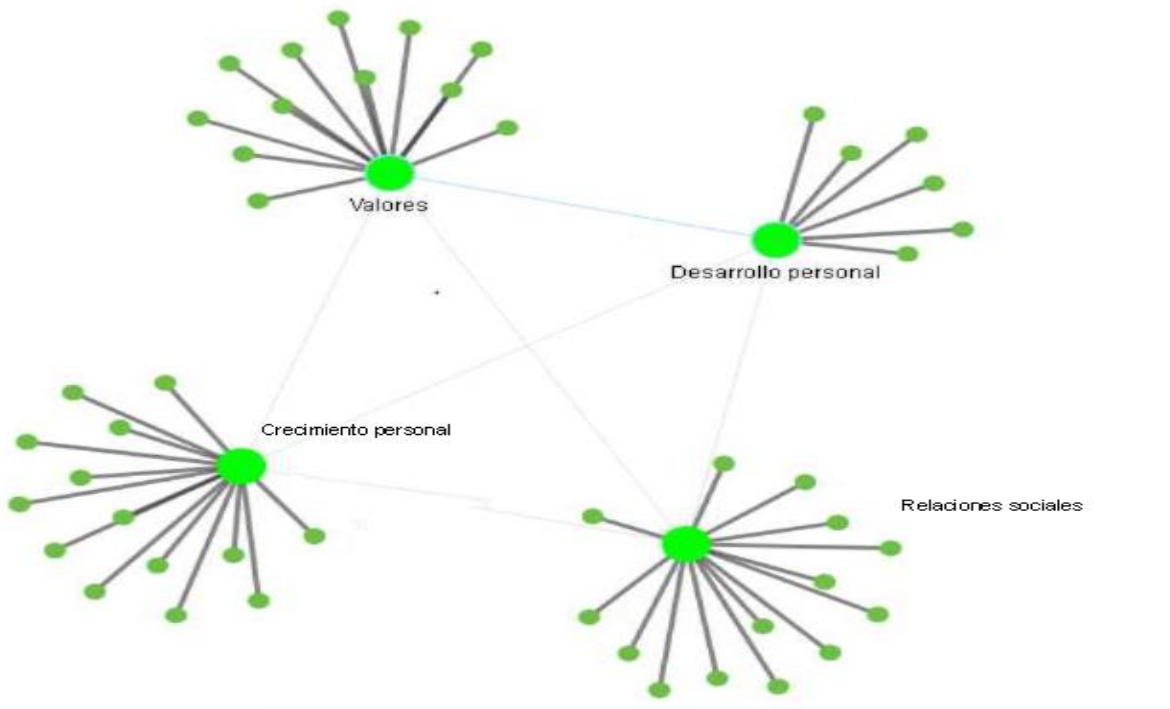 Valores
Desarrollo personal
Crecimiento personal
Relaciones sociales